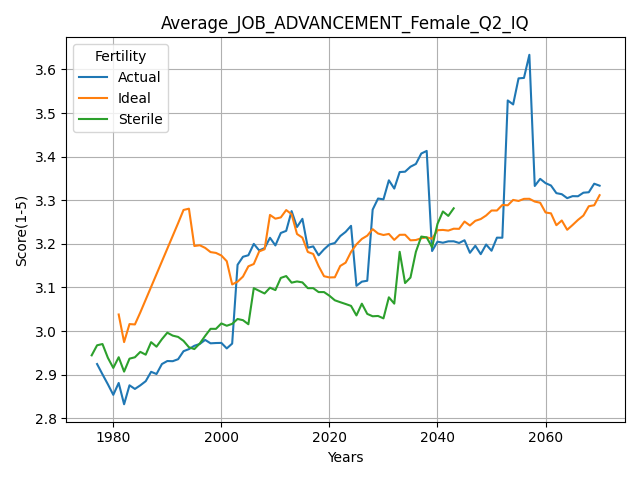 Average_JOB_ADVANCEMENT_Female_Q2_IQ
Fertility
Actual
Ideal
Sterile
Score(1-5)
3.6
3.5
3.4
3.3
3.2
3.1
3.0
2.9
2.8
1980 2000 2020 2040 2060
Years